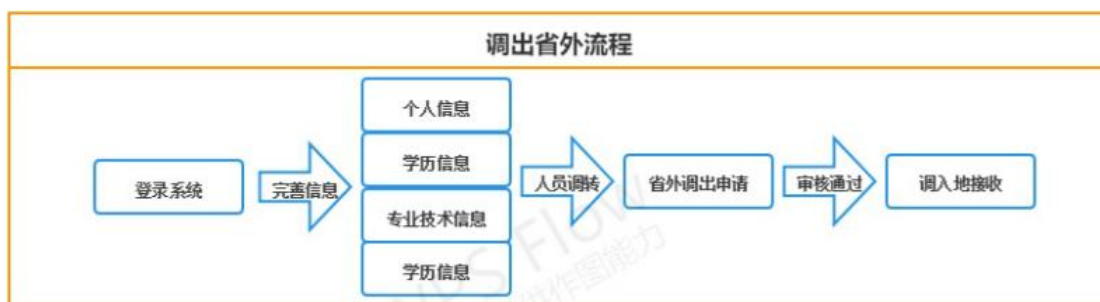 调出省外流程
登录系统
完善信息
个人信息
学历信息
专业技术信息
学历信息
人员调转
省外调出申请
审核通过
调入地接收